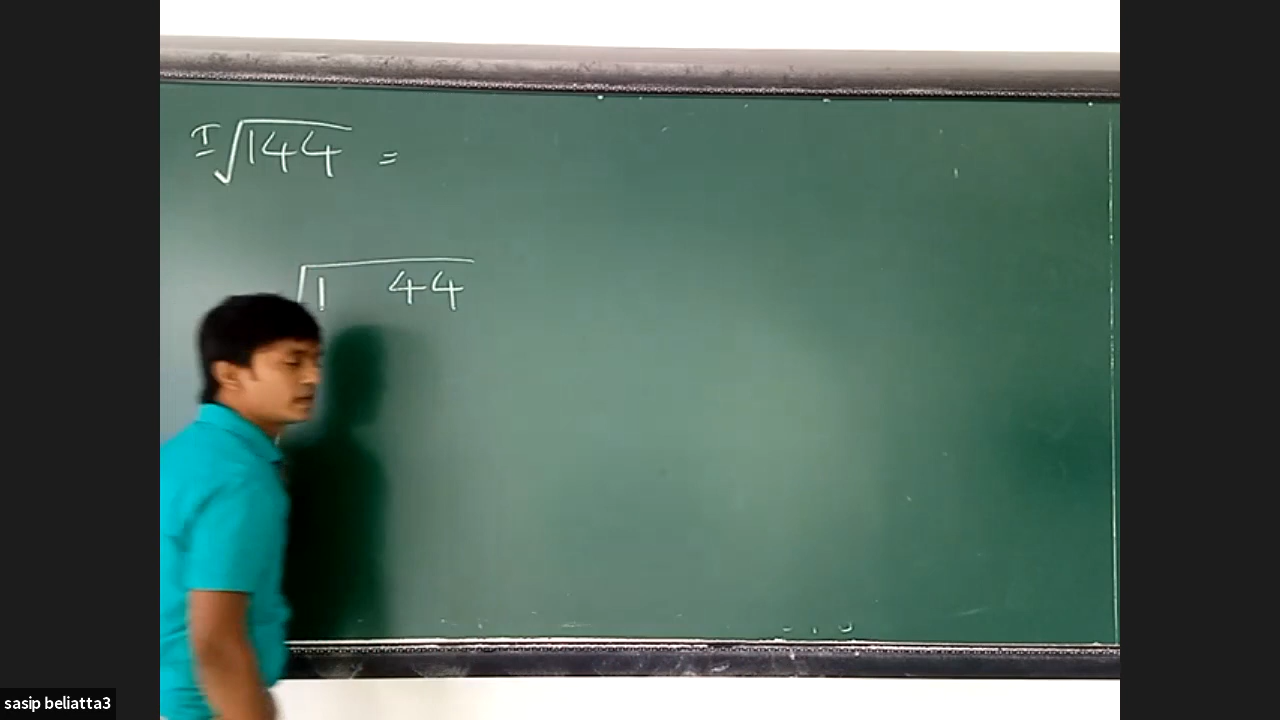 I √144 =
√1 44
sasip beliatta3